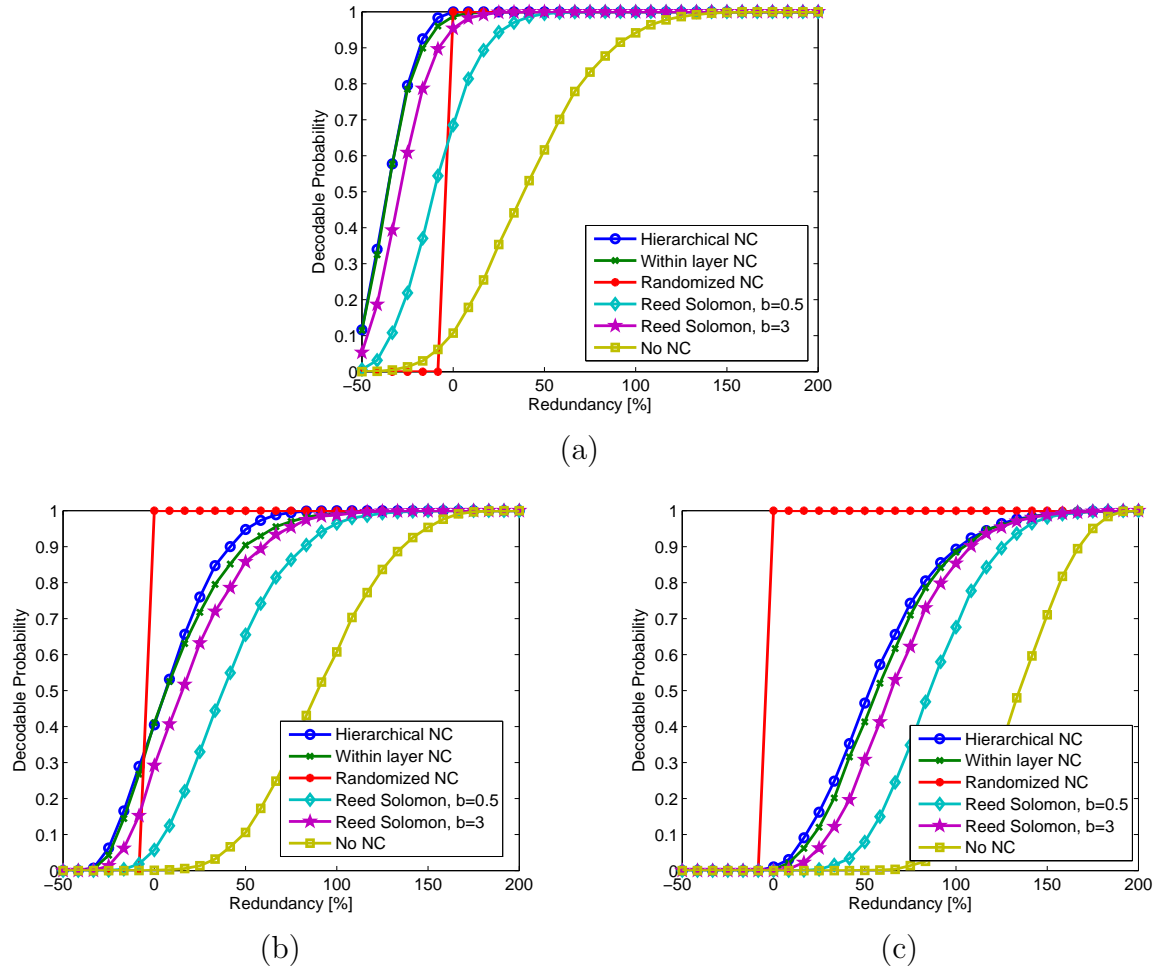 1
0.9
0.8
0.7
0.6
0.5
0.4
0.3
0.2
0.1
0
Decodable Probability
−50
0
50
100
150
200
Redundancy [%]
Hierarchical NC
Within layer NC
Randomized NC
Reed Solomon, b=0.5
Reed Solomon, b=3
No NC
(a)
1
0.9
0.8
0.7
0.6
0.5
0.4
0.3
0.2
0.1
0
Decodable Probability
−50
0
50
100
150
200
Redundancy [%]
Hierarchical NC
Within layer NC
Randomized NC
Reed Solomon, b=0.5
Reed Solomon, b=3
No NC
(b)
1
0.9
0.8
0.7
0.6
0.5
0.4
0.3
0.2
0.1
0
Decodable Probability
−50
0
50
100
150
200
Redundancy [%]
Hierarchical NC
Within layer NC
Randomized NC
Reed Solomon, b=0.5
Reed Solomon, b=3
No NC
(c)